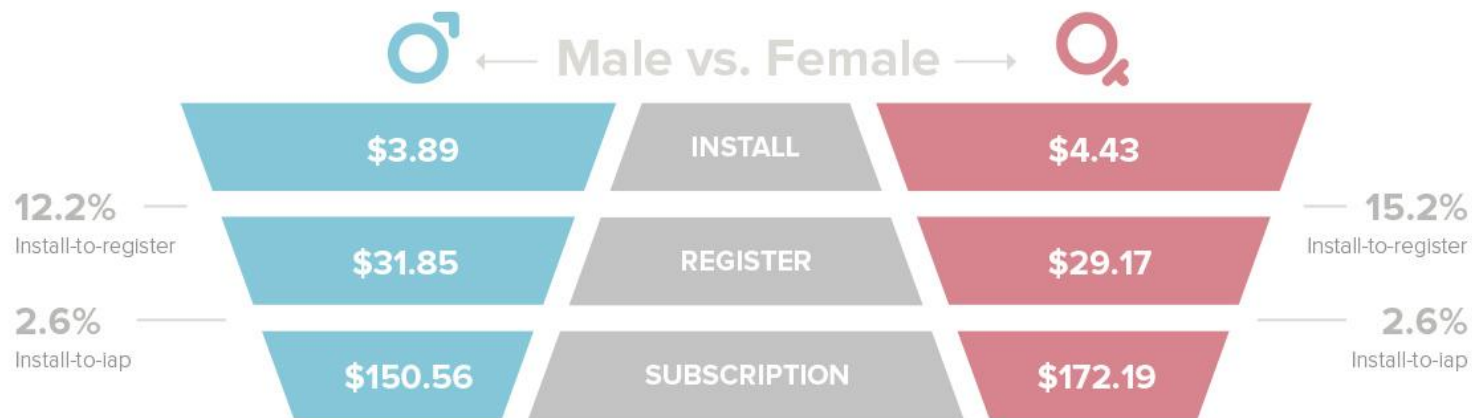 Male vs. Female
$3.89 INSTALL $4.43
12.2% 15.2%
Install-to-register Install-to-register
$31.85 REGISTER $29.17
2.6% 2.6%
Install-to-iap Install-to-iap
$150.56 SUBSCRIPTION $172.19